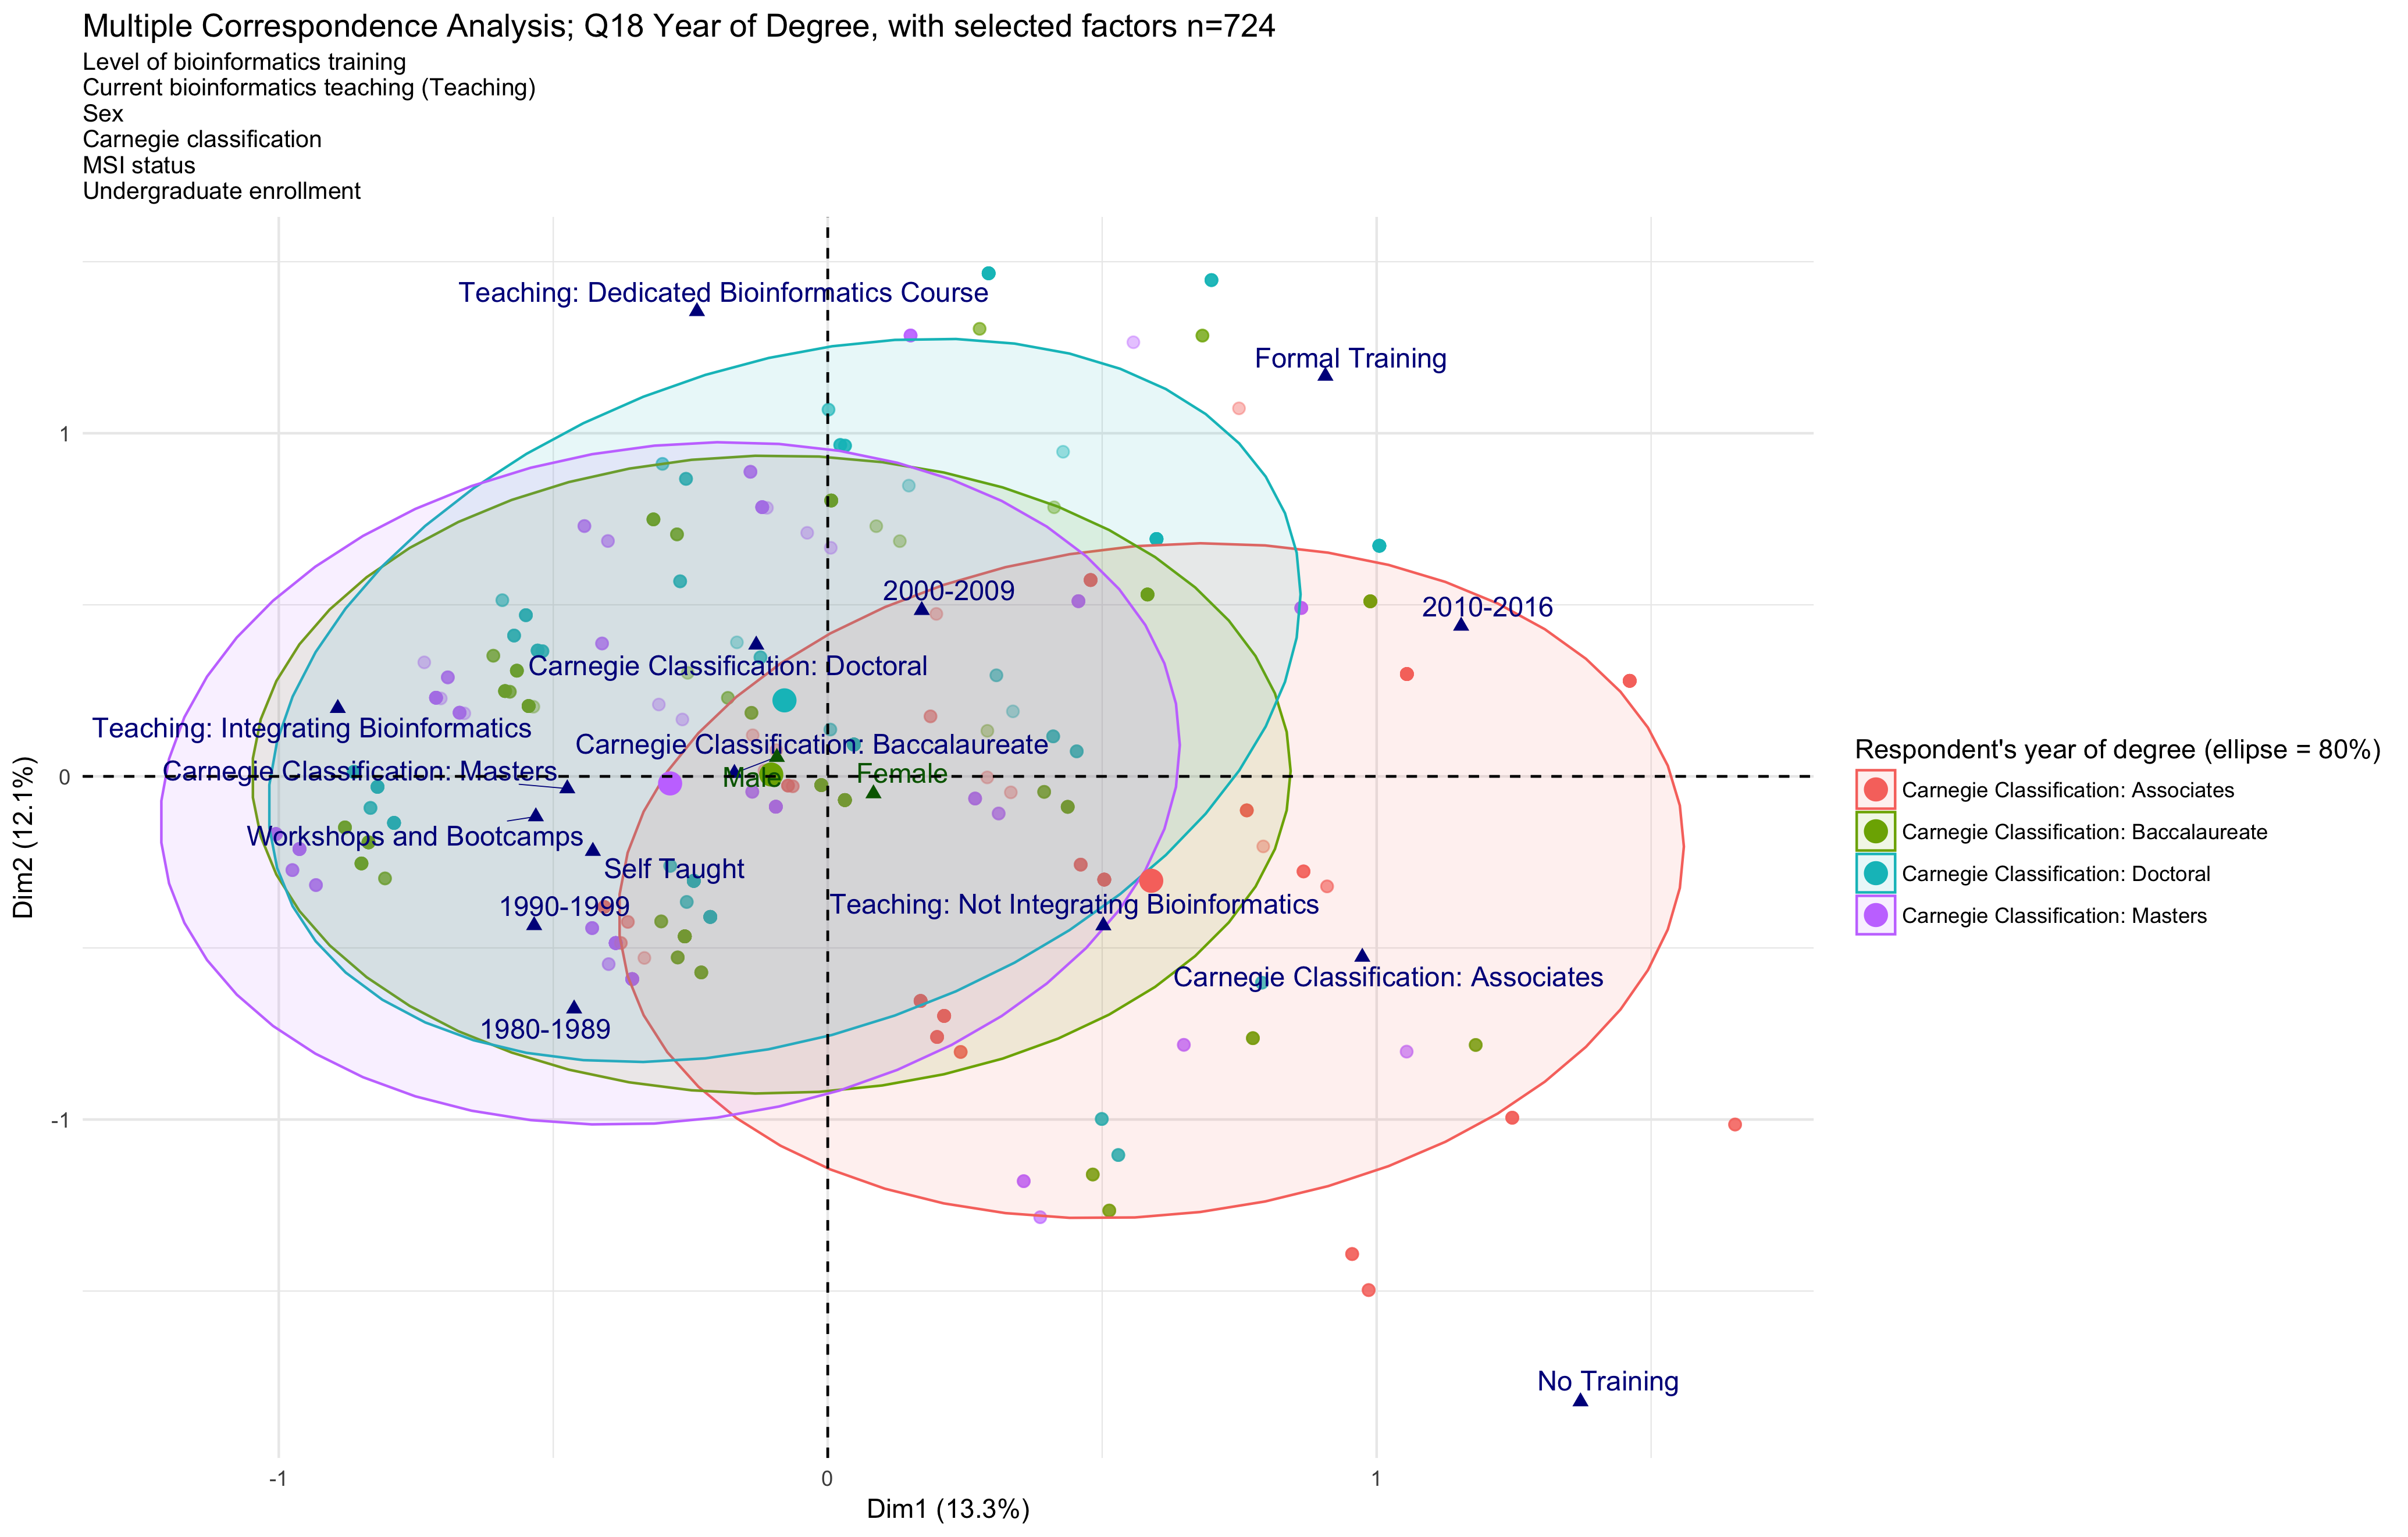 Multiple Correspondence Analysis; Q18 Year of Degree, with selected factors n=724
Level of bioinformatics training
Current bioinformatics teaching (Teaching)
Sex
Carnegie classification
MSI status
Undergraduate enrollment
Teaching: Dedicated Bioinformatics Course
Formal Training
1
2000-2009
2010-2016
Carnegie Classification: Doctoral
Teaching: Integrating Bioinformatics
Carnegie Classification: Baccalaureate
Carnegie Classification: Masters
Male
Female
0
Workshops and Bootcamps
Self Taught
1990-1999
Teaching: Not Integrating Bioinformatics
Carnegie Classification: Associates
1980-1989
-1
No Training
Dim2 (12.1%)
-1
0
1
Dim1 (13.3%)
Respondent's year of degree (ellipse = 80%)
Carnegie Classification: Associates
Carnegie Classification: Baccalaureate
Carnegie Classification: Doctoral
Carnegie Classification: Masters